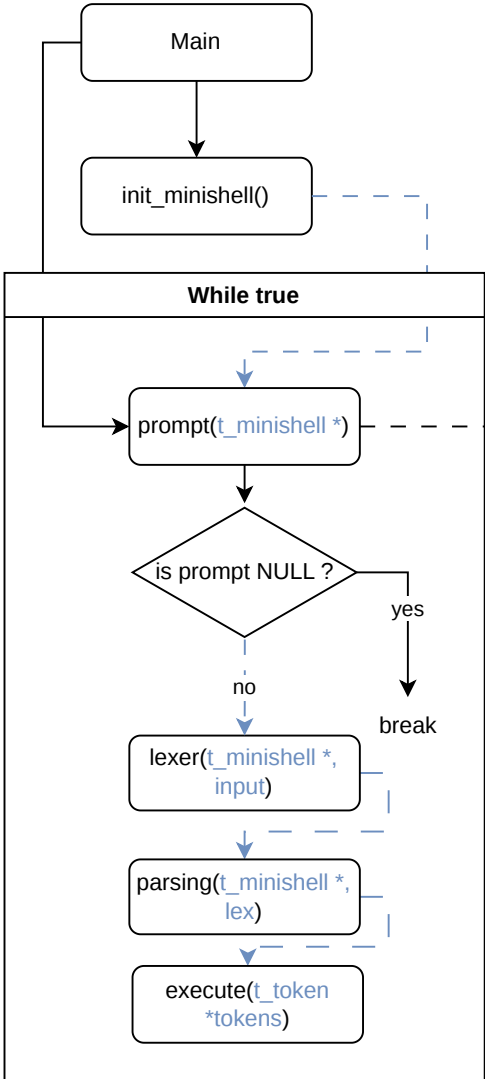 Main
init_minishell()
While true
prompt(t_minishell *)
is prompt NULL ?
yes
no
break
lexer(t_minishell *,
input)
parsing(t_minishell *,
lex)
execute(t_token
*tokens)